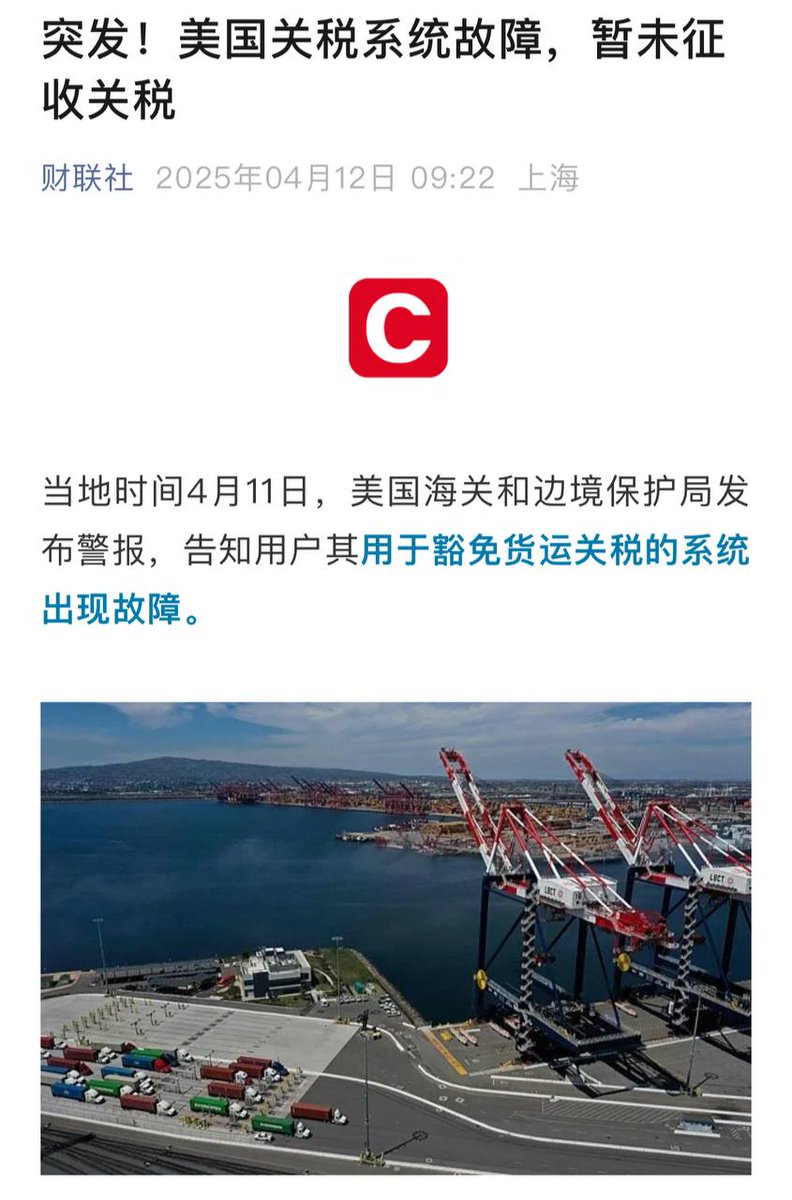 突发！美国关税系统故障，暂未征
收关税
财联社 2025年04月12日 09:22 上海
C
当地时间4月11日，美国海关和边境保护局发
布警报，告知用户其用于豁免货运关税的系统
出现故障。
LBCT
LBCT